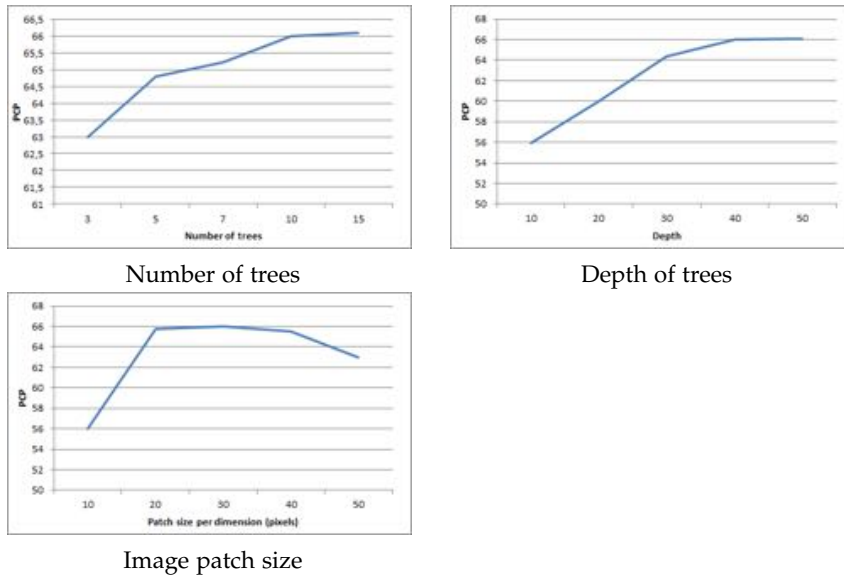 66,5
66
65,5
65
64,5
64
63,5
63
62,5
62
61,5
61
PCP
3 5 7 10 15
Number of trees
Number of trees
68
66
64
62
60
58
56
54
52
50
PCP
10 20 30 40 50
Depth
Depth of trees
68
66
64
62
60
58
56
54
52
50
PCP
10 20 30 40 50
Patch size per dimension (pixels)
Image patch size